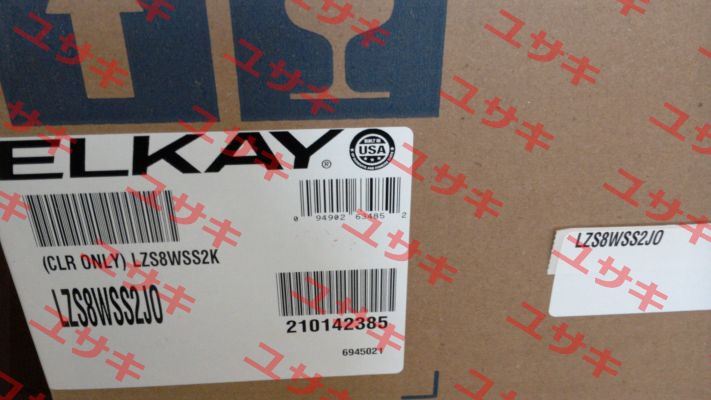 ELKAY®
BUILT IN
USA
0 94902 63485 2
(CLR ONLY) LZS8WSS2K
LZS8WSS2JO
210142385
6945021
LZS8WSS2JO
ユサキ